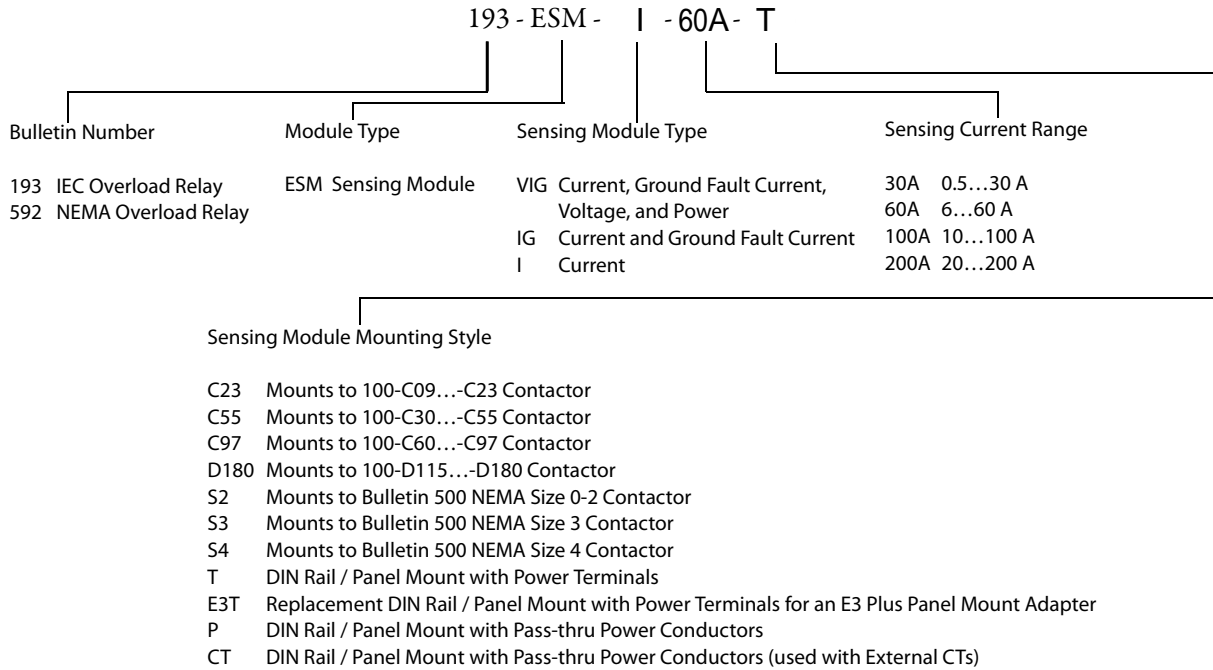 193 - ESM - I - 60A - T
Bulletin Number
193 IEC Overload Relay
592 NEMA Overload Relay
Module Type
ESM Sensing Module
Sensing Module Type
VIG Current, Ground Fault Current,
Voltage, and Power
IG Current and Ground Fault Current
I Current
Sensing Current Range
30A 0.5…30 A
60A 6…60 A
100A 10…100 A
200A 20…200 A
Sensing Module Mounting Style
C23 Mounts to 100-C09…-C23 Contactor
C55 Mounts to 100-C30…-C55 Contactor
C97 Mounts to 100-C60…-C97 Contactor
D180 Mounts to 100-D115…-D180 Contactor
S2 Mounts to Bulletin 500 NEMA Size 0-2 Contactor
S3 Mounts to Bulletin 500 NEMA Size 3 Contactor
S4 Mounts to Bulletin 500 NEMA Size 4 Contactor
T DIN Rail / Panel Mount with Power Terminals
E3T Replacement DIN Rail / Panel Mount with Power Terminals for an E3 Plus Panel Mount Adapter
P DIN Rail / Panel Mount with Pass-thru Power Conductors
CT DIN Rail / Panel Mount with Pass-thru Power Conductors (used with External CTs)